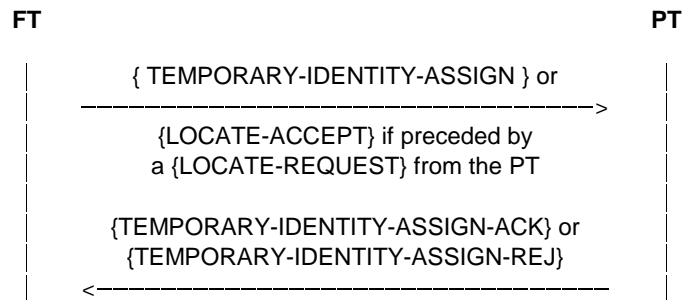 FT PT
{ TEMPORARY-IDENTITY-ASSIGN } or
{LOCATE-ACCEPT} if preceded by
a {LOCATE-REQUEST} from the PT
{TEMPORARY-IDENTITY-ASSIGN-ACK} or
{TEMPORARY-IDENTITY-ASSIGN-REJ}